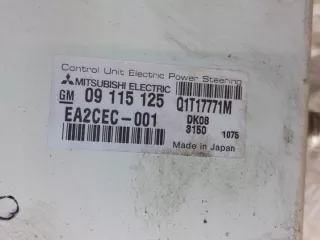 Control Unit Electric Power Steering
MITSUBISHI ELECTRIC
GM 09 115 125 Q1T17771M
EA2CEC-001 DK08
3150 1075
Made in Japan